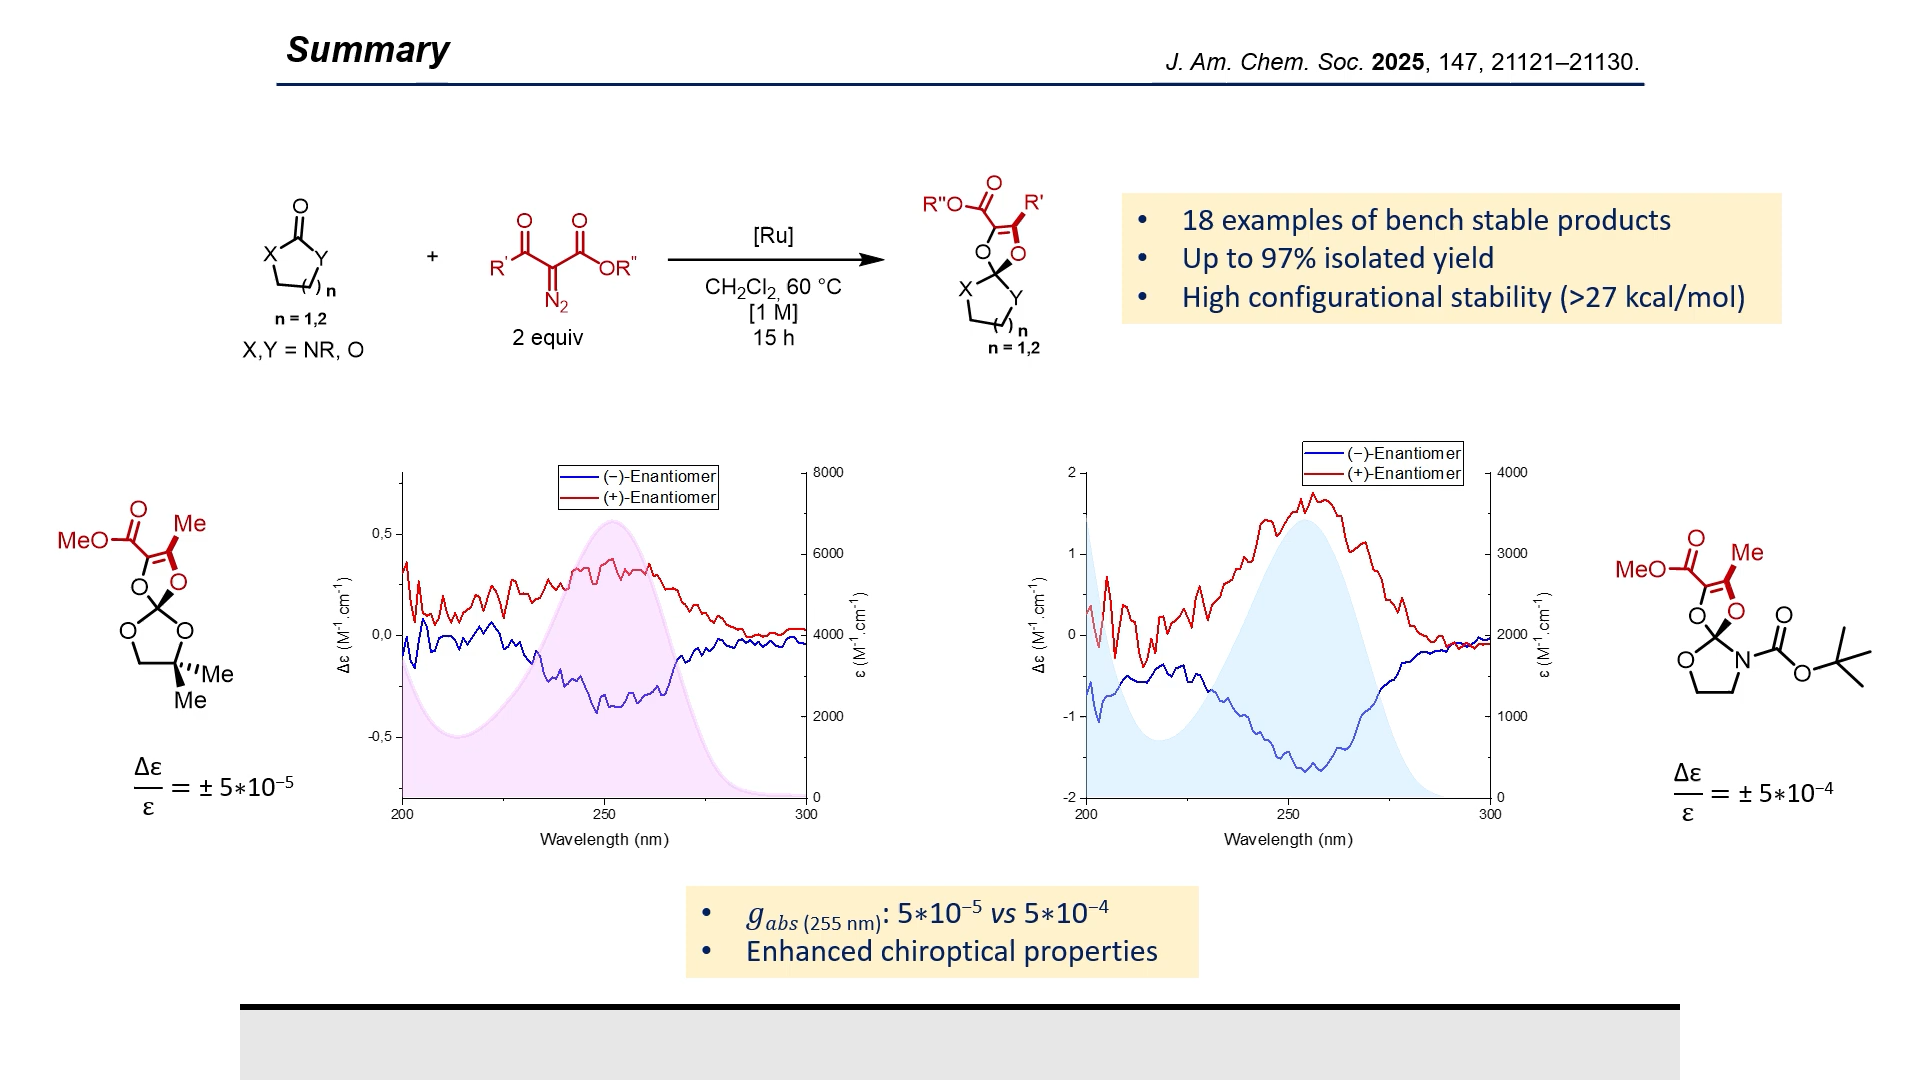 Summary
J. Am. Chem. Soc. 2025, 147, 21121–21130.
O
X
Y
( ) n
n = 1,2
X,Y = NR, O
+
O
O
R'
OR"
N2
2 equiv
[Ru]
CH2Cl2, 60 °C
[1 M]
15 h
O
R"O
R'
O
O
X
Y
( ) n
n = 1,2
• 18 examples of bench stable products
• Up to 97% isolated yield
• High configurational stability (>27 kcal/mol)
O
MeO
Me
O
O
O
O
Me
Me
Δε
ε
= ± 5∗10−5
(−)-Enantiomer
(+)-Enantiomer
0,5
0,0
-0,5
Δε (M-1.cm-1)
8000
6000
4000
2000
0
ε (M-1.cm-1)
200
250
300
Wavelength (nm)
(−)-Enantiomer
(+)-Enantiomer
2
1
0
-1
-2
Δε (M-1.cm-1)
4000
3000
2000
1000
0
ε (M-1.cm-1)
200
250
300
Wavelength (nm)
O
MeO
Me
O
O
O
O
N
O
Δε
ε
= ± 5∗10−4
• gabs (255 nm): 5∗10−5 vs 5∗10−4
• Enhanced chiroptical properties